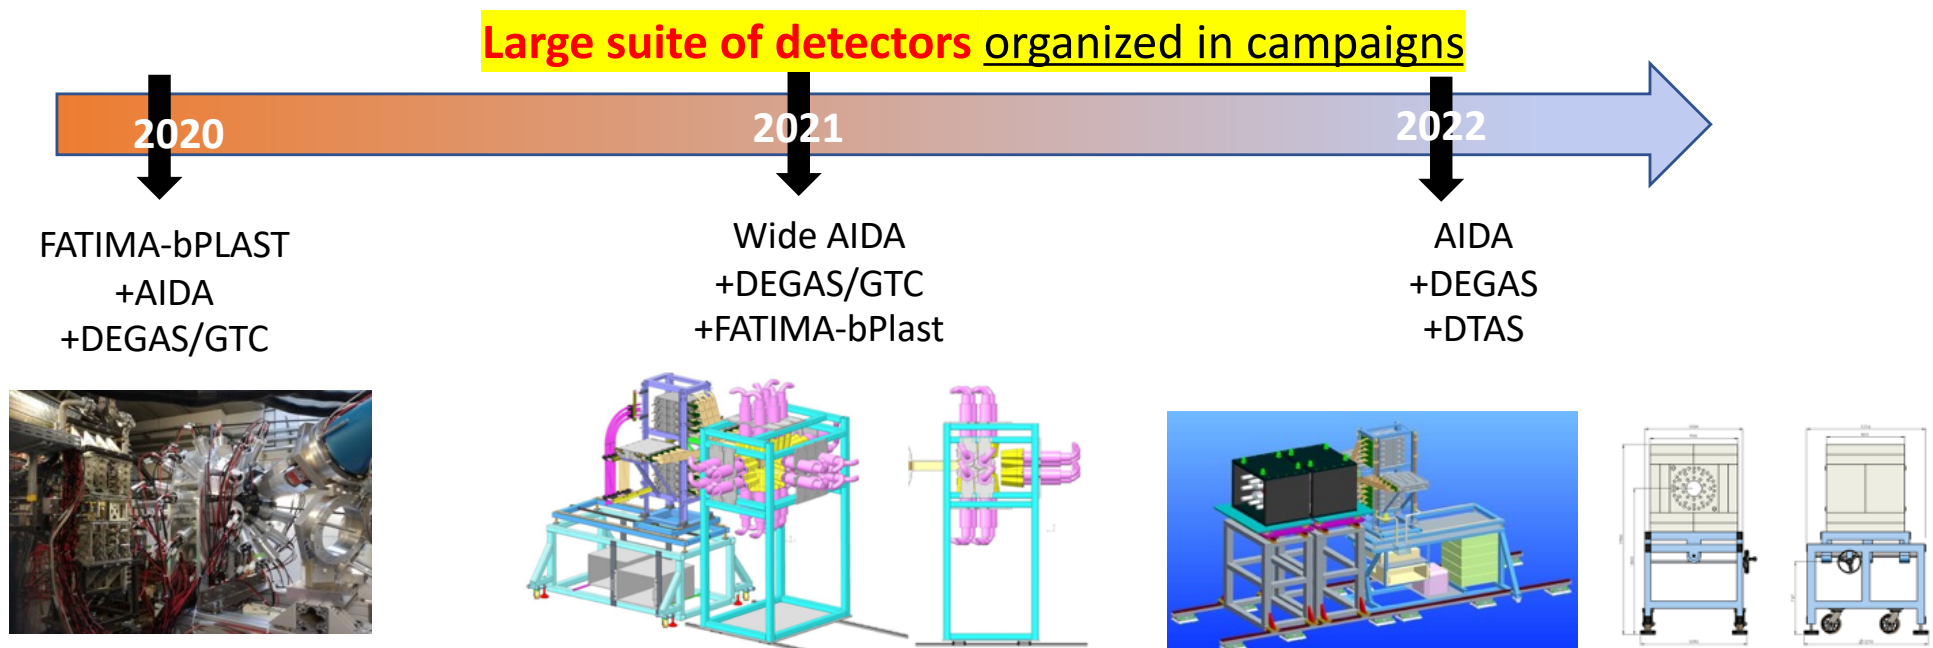 Large suite of detectors organized in campaigns
2020
2021
2022
FATIMA-bPLAST
+AIDA
+DEGAS/GTC
Wide AIDA
+DEGAS/GTC
+FATIMA-bPlast
AIDA
+DEGAS
+DTAS